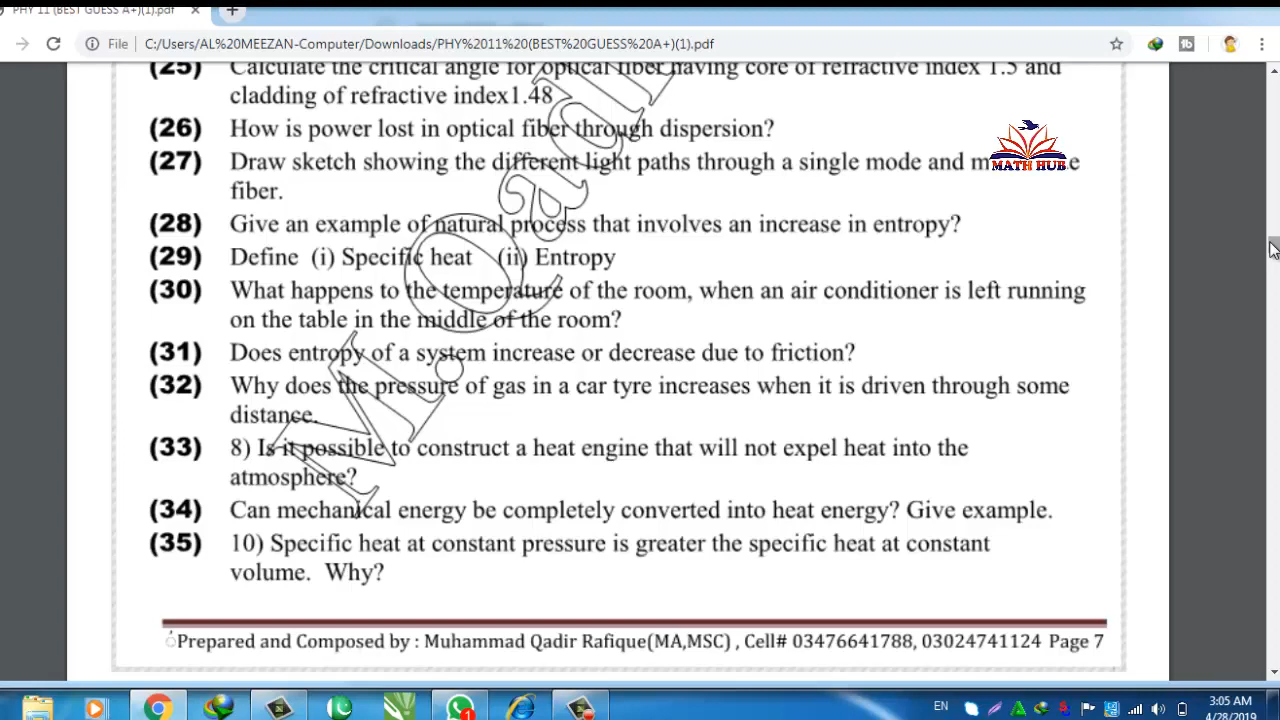 PHY 11 (BEST GUESS A+)(1).pdf
File C:/Users/AL%20MEEZAN-Computer/Downloads/PHY%2011%20(BEST%20GUESS%20A+)(1).pdf
(25) Calculate the critical angle for optical fiber having core of refractive index 1.5 and
cladding of refractive index1.48
(26) How is power lost in optical fiber through dispersion?
(27) Draw sketch showing the different light paths through a single mode and
fiber.
MATH HUB
(28) Give an example of natural process that involves an increase in entropy?
(29) Define (i) Specific heat (ii) Entropy
(30) What happens to the temperature of the room, when an air conditioner is left running
on the table in the middle of the room?
(31) Does entropy of a system increase or decrease due to friction?
(32) Why does the pressure of gas in a car tyre increases when it is driven through some
distance.
(33) 8) Is it possible to construct a heat engine that will not expel heat into the
atmosphere?
(34) Can mechanical energy be completely converted into heat energy? Give example.
(35) 10) Specific heat at constant pressure is greater the specific heat at constant
volume. Why?
M. Qadi
Prepared and Composed by : Muhammad Qadir Rafique(MA,MSC) , Cell# 03476641788, 03024741124 Page 7
EN
3:05 AM
4/28/2019